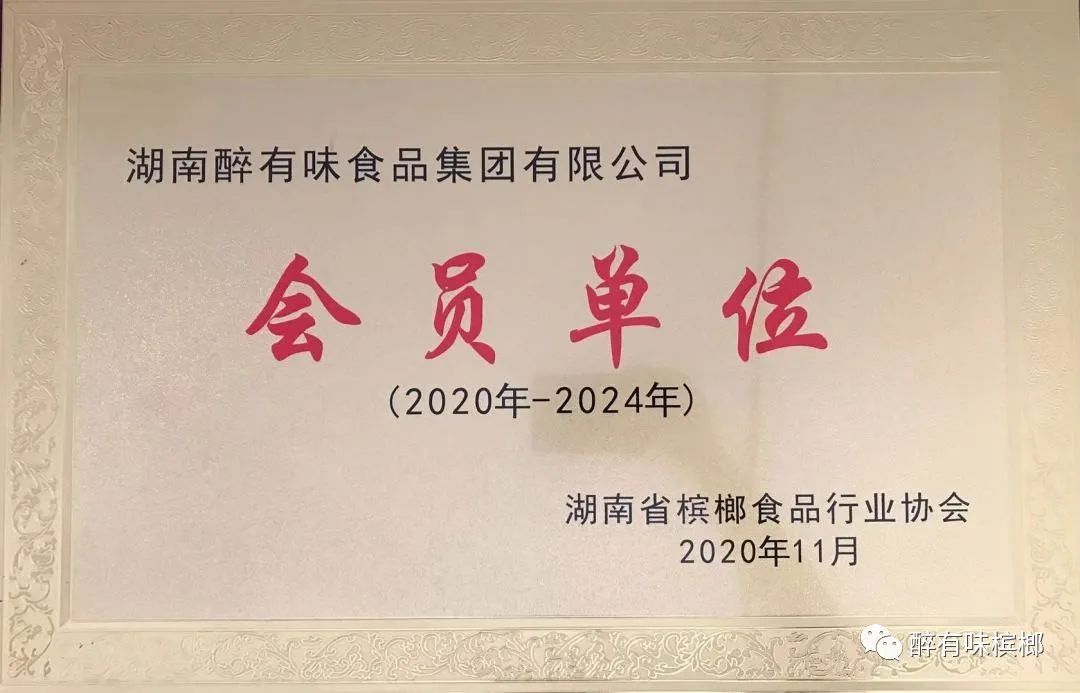 湖南醉有味食品集团有限公司
会员单位
(2020年-2024年)
湖南省槟榔食品行业协会
2020年11月
醉有味槟榔